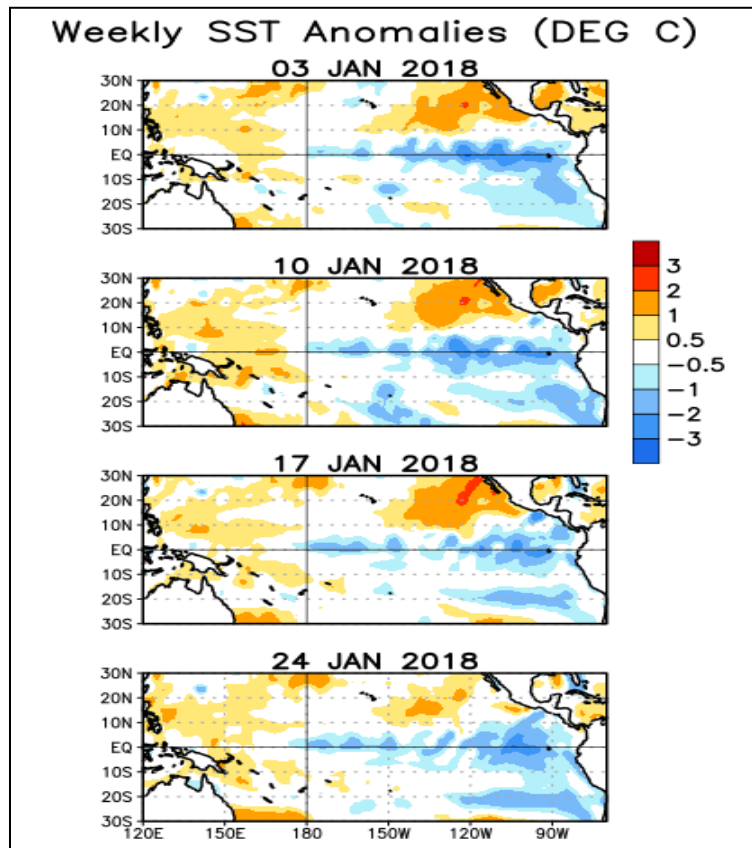 Weekly SST Anomalies (DEG C)
03 JAN 2018
30N
20N
10N
EQ
10S
20S
30S
10 JAN 2018
30N
20N
10N
EQ
10S
20S
30S
3
2
1
0.5
-0.5
-1
-2
-3
17 JAN 2018
30N
20N
10N
EQ
10S
20S
30S
24 JAN 2018
30N
20N
10N
EQ
10S
20S
30S
120E 150E 180 150W 120W 90W